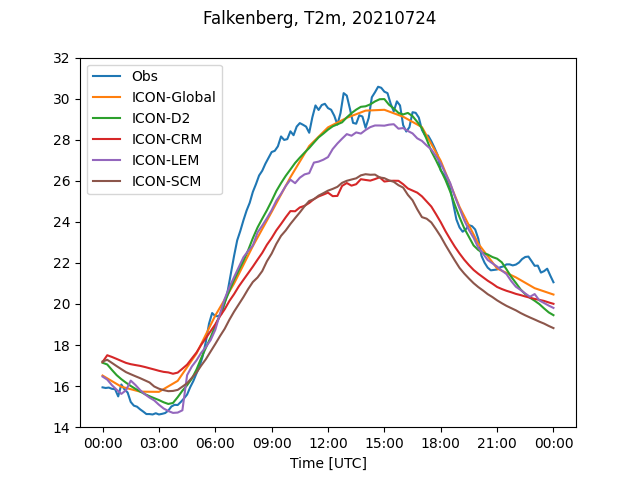 Falkenberg, T2m, 20210724
32
30
28
26
24
22
20
18
16
14
Obs
ICON-Global
ICON-D2
ICON-CRM
ICON-LEM
ICON-SCM
00:00 03:00 06:00 09:00 12:00 15:00 18:00 21:00 00:00
Time [UTC]